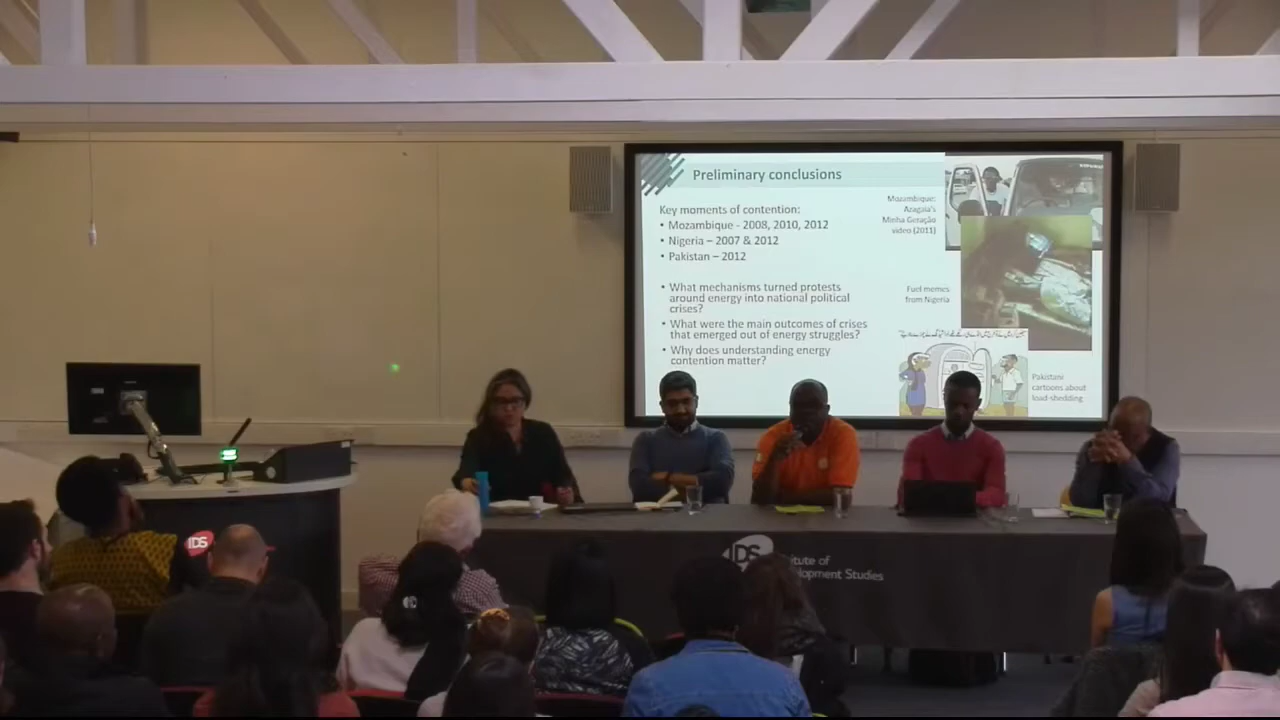 Preliminary conclusions
Key moments of contention:
• Mozambique - 2008, 2010, 2012
• Nigeria – 2007 & 2012
• Pakistan – 2012
• What mechanisms turned protests
around energy into national political
crises?
• What were the main outcomes of crises
that emerged out of energy struggles?
• Why does understanding energy
contention matter?
Mozambique:
Azagaia's
Minha Geração
video (2011)
Fuel memes
from Nigeria
Pakistani
cartoons about
load-shedding
IDS
IDS
itute of
lopment Studies